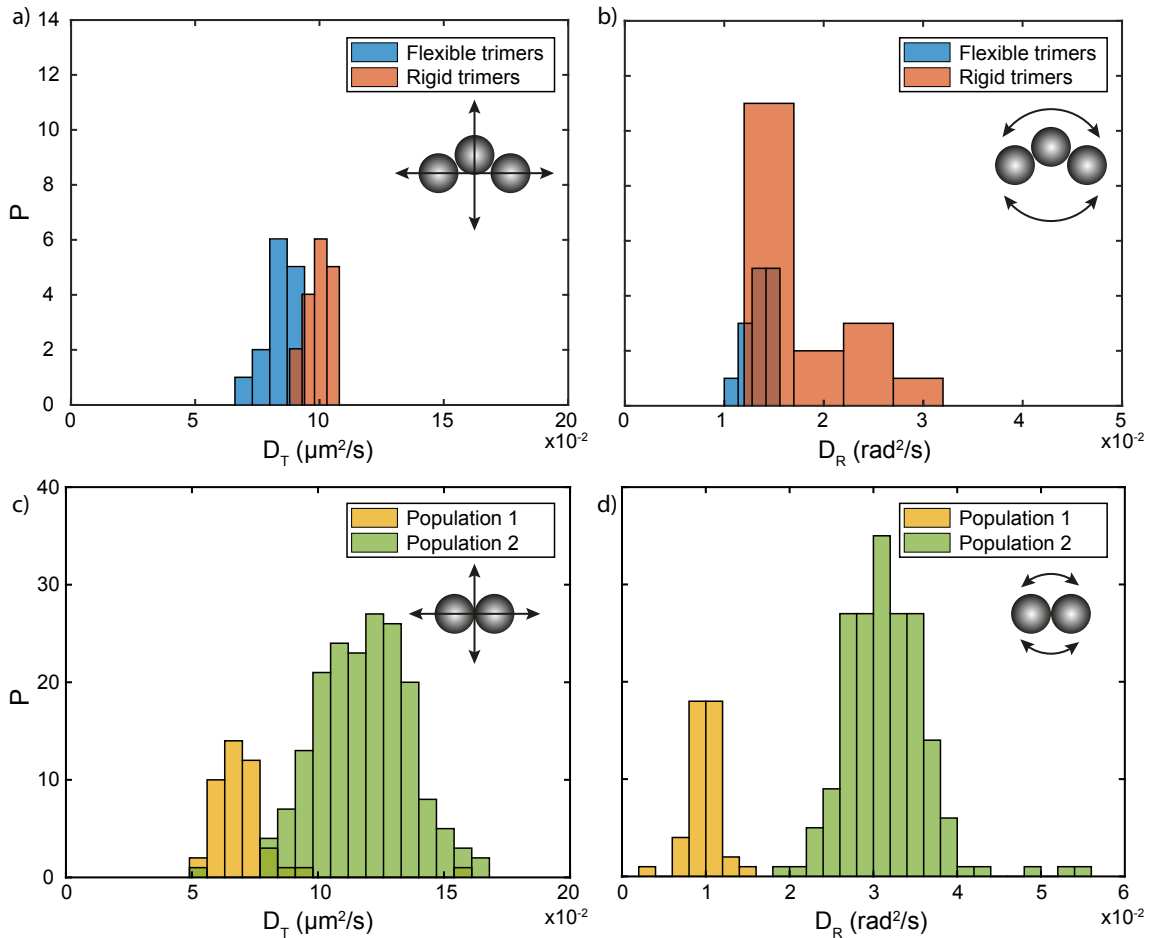 a)
14
12
10
8
6
4
2
0
P
Flexible trimers
Rigid trimers
0
5
10
15
20
x10⁻²
D_T (µm²/s)
b)
Flexible trimers
Rigid trimers
0
1
2
3
4
5
x10⁻²
D_R (rad²/s)
c)
40
30
20
10
0
P
Population 1
Population 2
0
5
10
15
20
x10⁻²
D_T (µm²/s)
d)
Population 1
Population 2
0
1
2
3
4
5
6
x10⁻²
D_R (rad²/s)